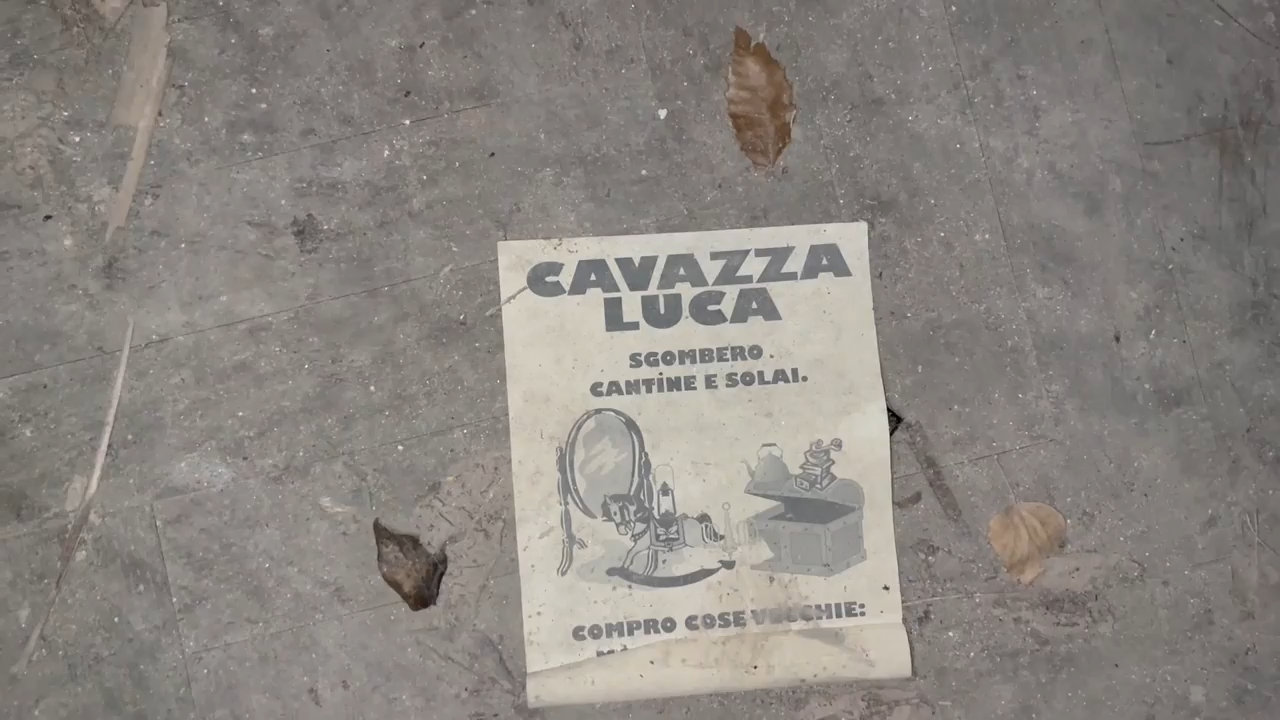 CAVAZZA
LUCA
SGOMBERO.
CANTINE E SOLAI.
COMPRO COSE VECCHIE: